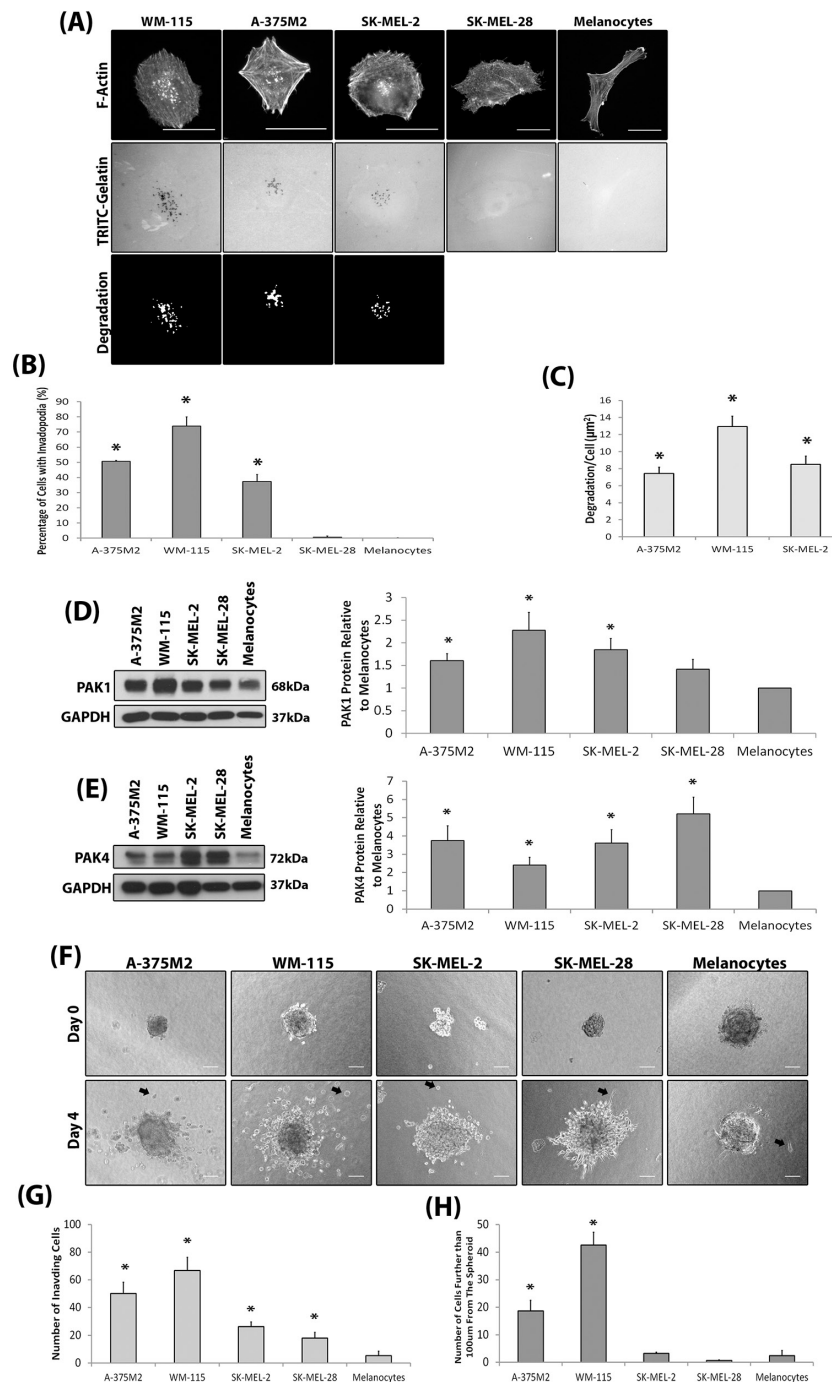 (A)
WM-115 A-375M2 SK-MEL-2 SK-MEL-28 Melanocytes
F-Actin
TRITC-Gelatin
Degradation
(B)
Percentage of Cells with Invadopodia (%)
90
80
70
60
50
40
30
20
10
0
* * *
A-375M2 WM-115 SK-MEL-2 SK-MEL-28 Melanocytes
(C)
Degradation/Cell (µm²)
16
14
12
10
8
6
4
2
0
* * *
A-375M2 WM-115 SK-MEL-2
(D)
A-375M2 WM-115 SK-MEL-2 SK-MEL-28 Melanocytes
PAK1 68kDa
GAPDH 37kDa
PAK1 Protein Relative
to Melanocytes
3
2.5
2
1.5
1
0.5
0
* * *
A-375M2 WM-115 SK-MEL-2 SK-MEL-28 Melanocytes
(E)
A-375M2 WM-115 SK-MEL-2 SK-MEL-28 Melanocytes
PAK4 72kDa
GAPDH 37kDa
PAK4 Protein Relative
to Melanocytes
7
6
5
4
3
2
1
0
* * * *
A-375M2 WM-115 SK-MEL-2 SK-MEL-28 Melanocytes
(F)
A-375M2 WM-115 SK-MEL-2 SK-MEL-28 Melanocytes
Day 0
Day 4
(G)
Number of Inavding Cells
100
80
60
40
20
0
* * * *
A-375M2 WM-115 SK-MEL-2 SK-MEL-28 Melanocytes
(H)
Number of Cells Further than
100um From The Spheroid
50
40
30
20
10
0
* *
A-375M2 WM-115 SK-MEL-2 SK-MEL-28 Melanocytes